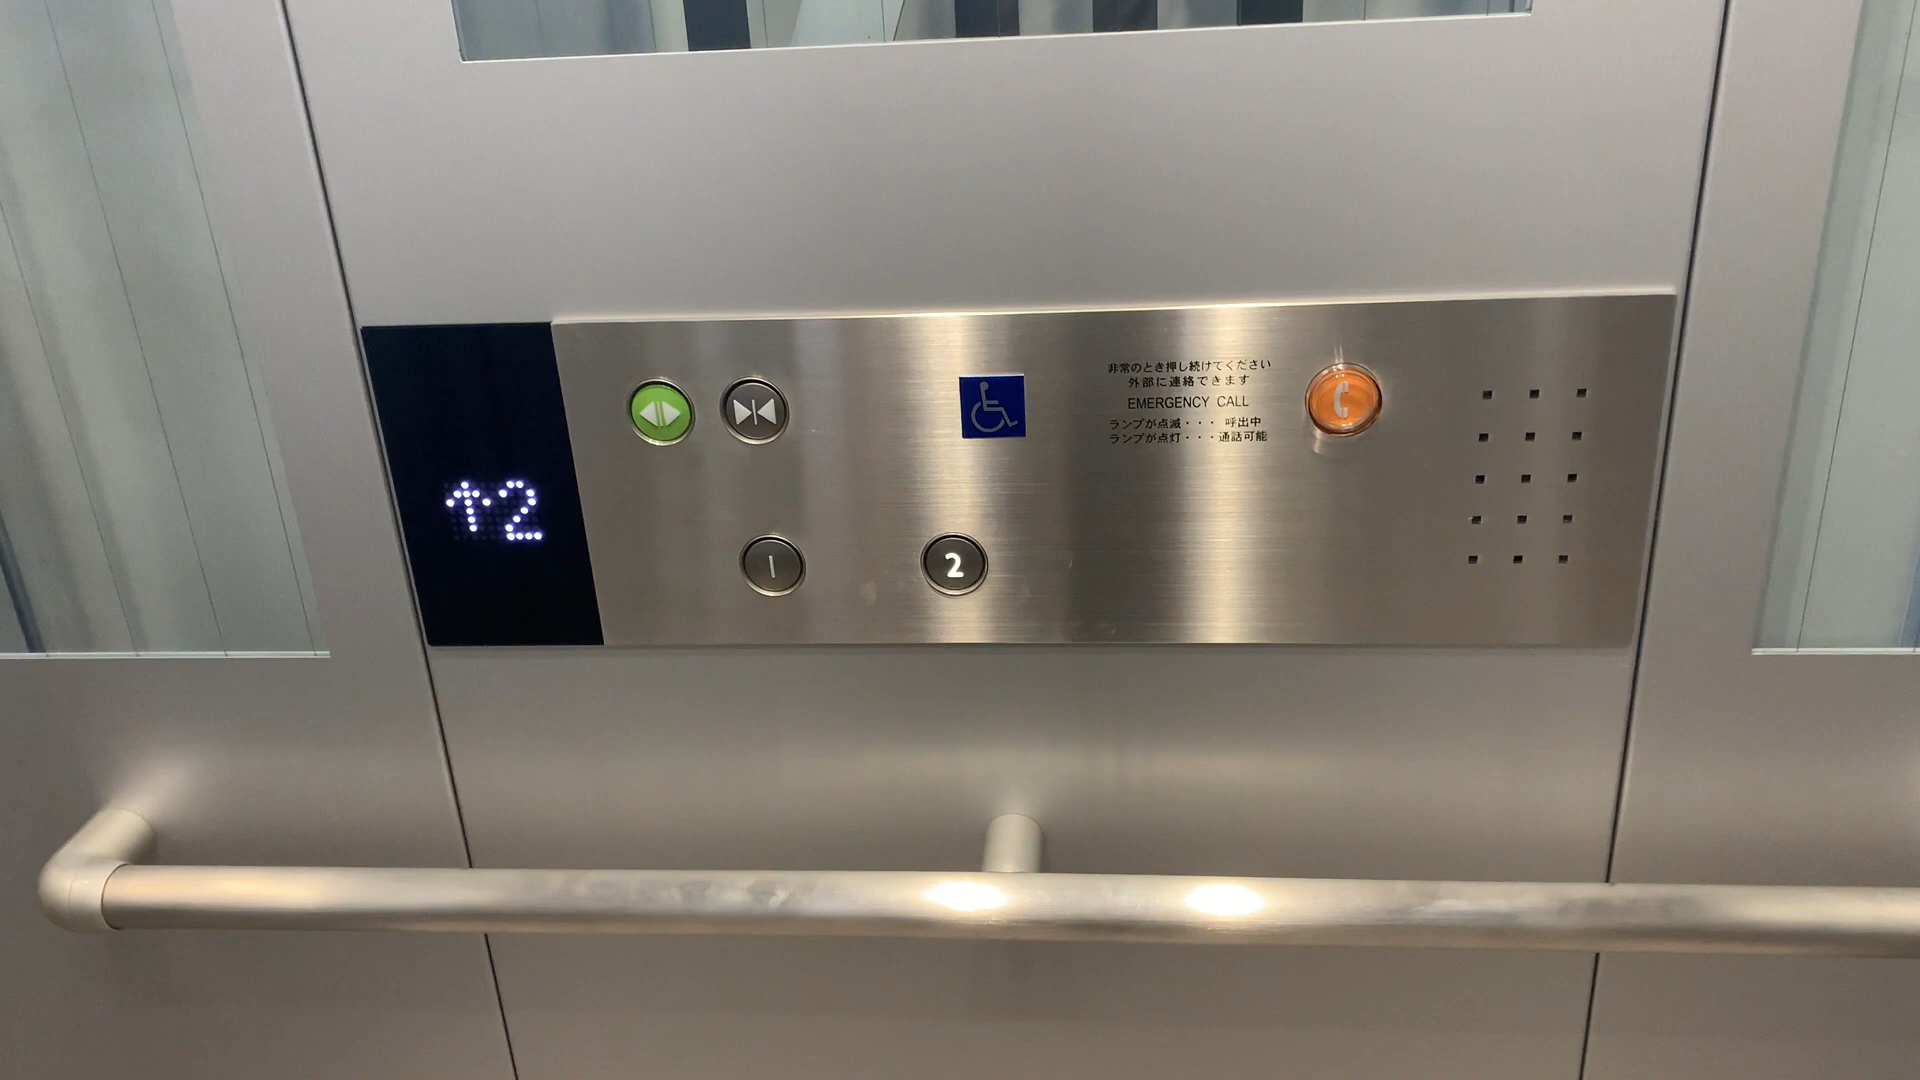 非常のとき押し続けてください
外部に連絡できます
EMERGENCY CALL
ランプが点滅・・・ 呼出中
ランプが点灯・・・通話可能
↑2
1
2